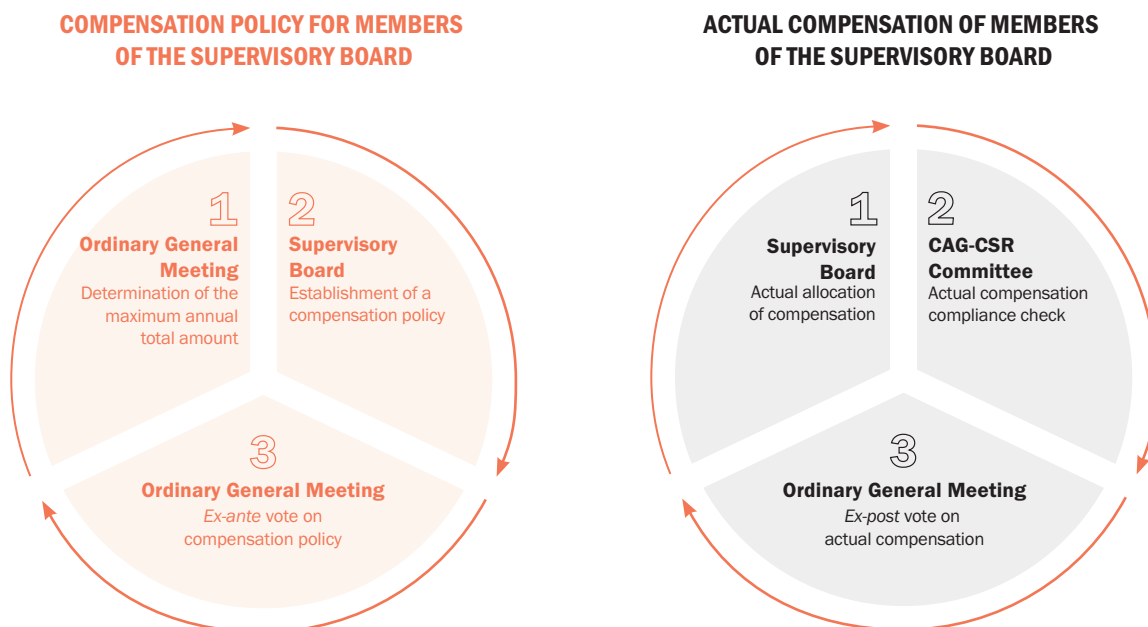 COMPENSATION POLICY FOR MEMBERS
OF THE SUPERVISORY BOARD
1
Ordinary General
Meeting
Determination of the
maximum annual
total amount
2
Supervisory
Board
Establishment of a
compensation policy
3
Ordinary General Meeting
Ex-ante vote on
compensation policy
ACTUAL COMPENSATION OF MEMBERS
OF THE SUPERVISORY BOARD
1
Supervisory
Board
Actual allocation
of compensation
2
CAG-CSR
Committee
Actual compensation
compliance check
3
Ordinary General Meeting
Ex-post vote on
actual compensation